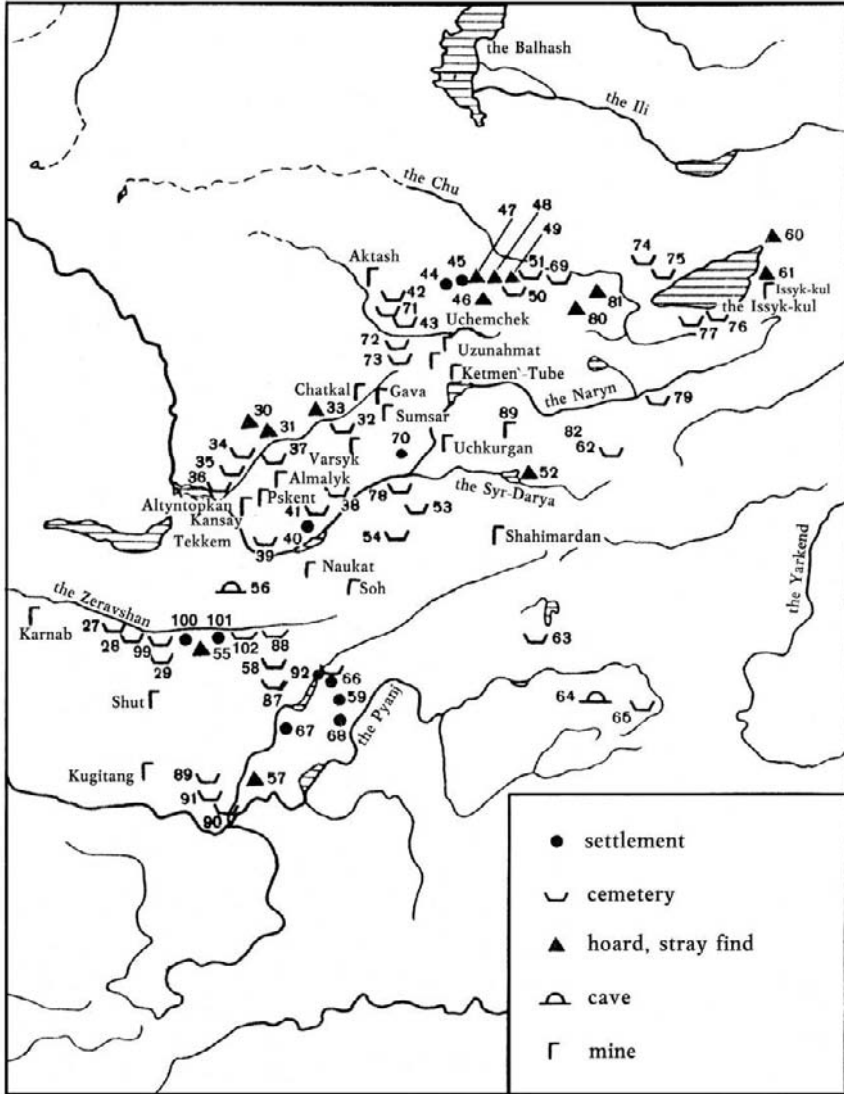 the Balhash
the Ili
the Chu
47
48
49
60
74
75
61
Aktash
44
45
51
69
Issyk-kul
the Issyk-kul
42
46
50
81
80
71
43
Uchemchek
77
76
72
73
Uzunahmat
Ketmen'-Tube
the Naryn
79
Chatkal
Gava
30
31
33
32
Sumsar
89
82
62
34
37
Varsyk
70
Uchkurgan
35
36
Almalyk
52
the Syr-Darya
Altyntopkan
Pskent
38
78
Kansay
41
53
Tekkem
40
54
Shahimardan
39
Naukat
Soh
56
the Zeravshan
the Yarkend
Karnab
27
28
99
100
101
55
102
88
63
29
58
92
66
Shut
87
59
64
65
67
68
the Pyanj
Kugitang
89
57
91
90
settlement
cemetery
hoard, stray find
cave
mine